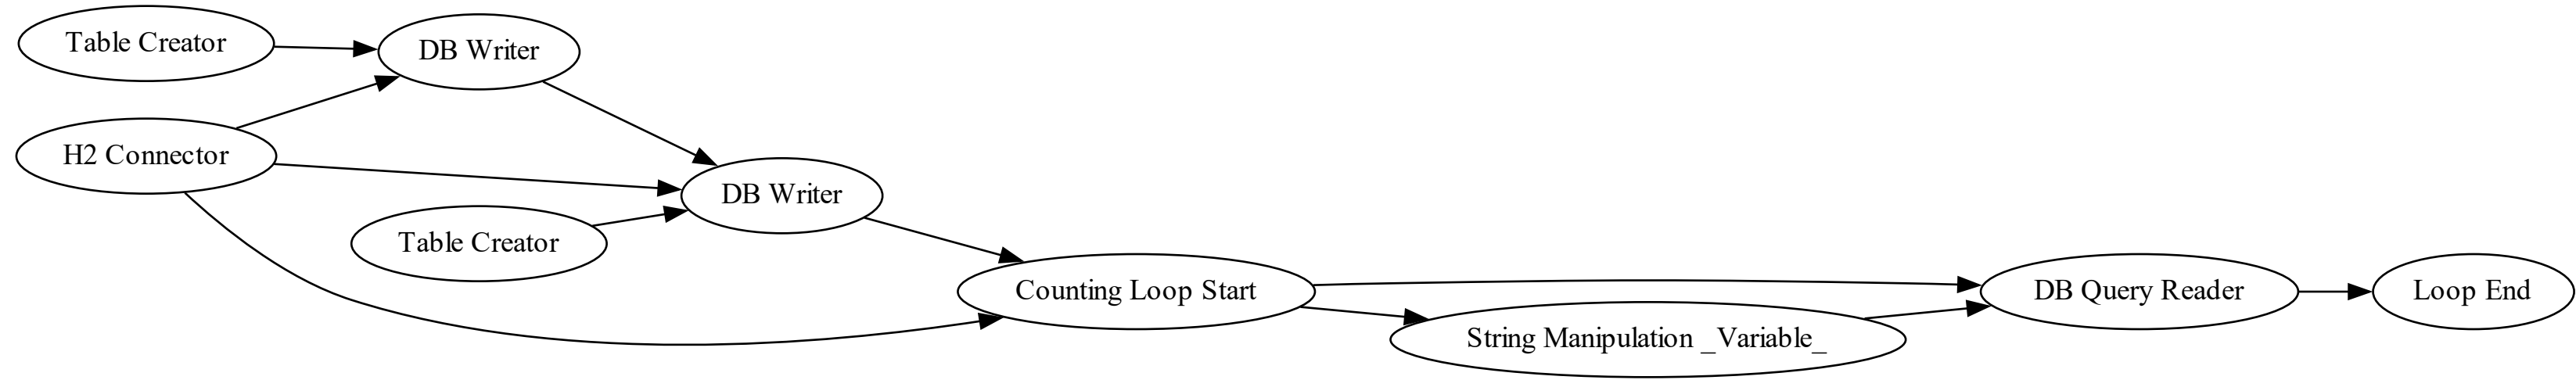 Table Creator
DB Writer
H2 Connector
DB Writer
Table Creator
Counting Loop Start
String Manipulation _Variable_
DB Query Reader
Loop End